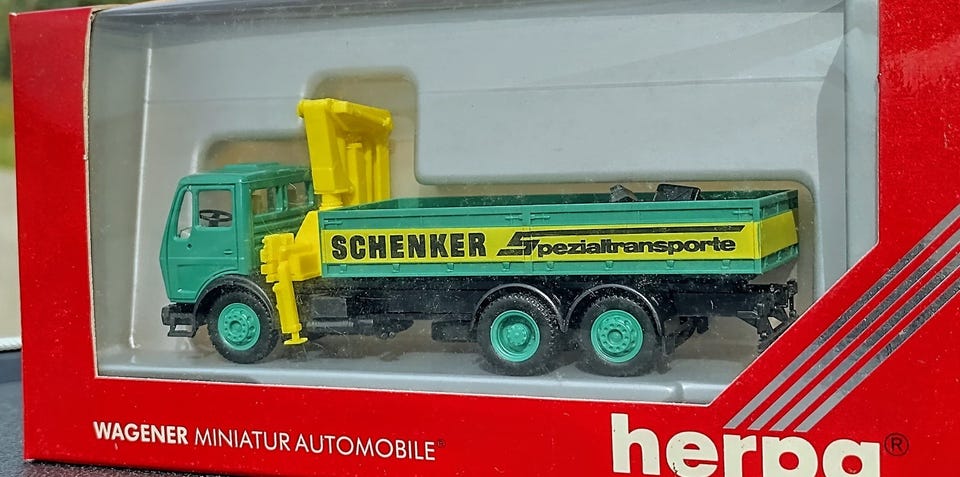 SCHENKER Spezialtransporte
WAGENER MINIATUR AUTOMOBILE®
herpa®